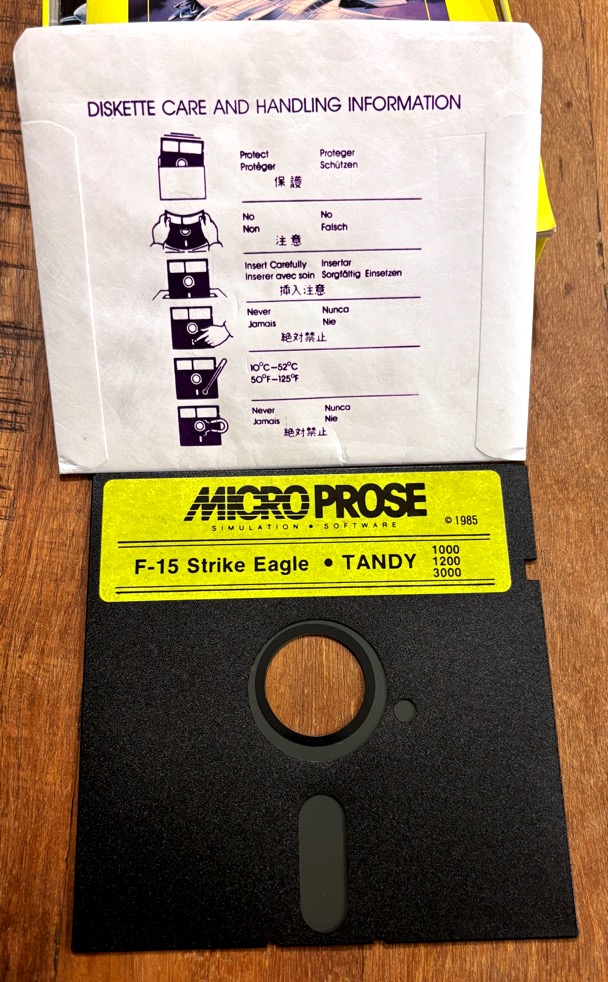 DISKETTE CARE AND HANDLING INFORMATION
Protect Proteger
Protéger Schützen
保護
No No
Non Falsch
注意
Insert Carefully Insertar
Inserer avec soin Sorgfältig Einsetzen
挿入注意
Never Nunca
Jamais Nie
絶対禁止
10°C–52°C
50°F–125°F
Never Nunca
Jamais Nie
絶対禁止
MICRO PROSE
SIMULATION • SOFTWARE
© 1985
F-15 Strike Eagle • TANDY 1000
1200
3000